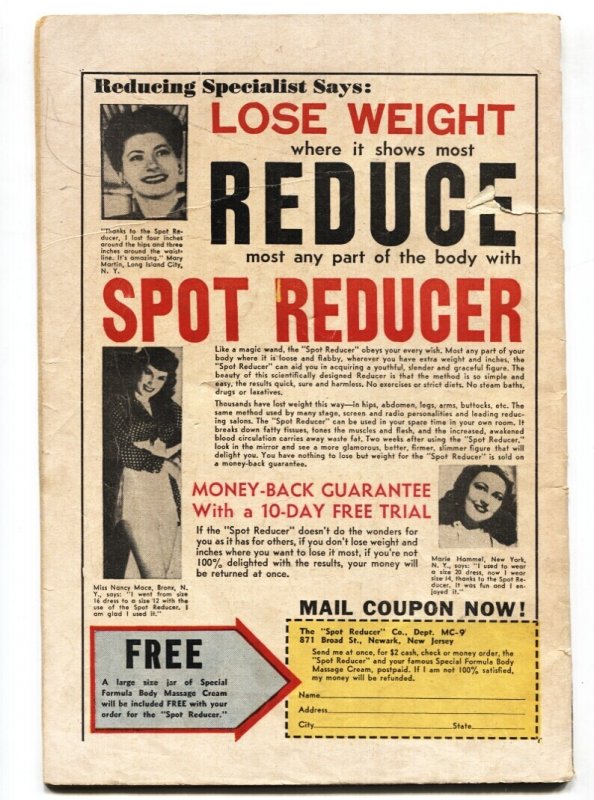 Reducing Specialist Says:
LOSE WEIGHT
where it shows most
REDUCE
most any part of the body with
"Thanks to the Spot Re-
ducer, I lost four inches
around the hips and three
inches around the waist-
line. It's amazing." Mary
Martin, Long Island City,
N. Y.
SPOT REDUCER
Like a magic wand, the "Spot Reducer" obeys your every wish. Most any part of your
body where it is loose and flabby, wherever you have extra weight and inches, the
"Spot Reducer" can aid you in acquiring a youthful, slender and graceful figure. The
beauty of this scientifically designed Reducer is that the method is so simple and
easy, the results quick, sure and harmless. No exercises or strict diets. No steam baths,
drugs or laxatives.
Thousands have lost weight this way—in hips, abdomen, legs, arms, buttocks, etc. The
same method used by many stage, screen and radio personalities and leading reduc-
ing salons. The "Spot Reducer" can be used in your spare time in your own room. It
breaks down fatty tissues, tones the muscles and flesh, and the increased, awakened
blood circulation carries away waste fat. Two weeks after using the "Spot Reducer,"
look in the mirror and see a more glamorous, better, firmer, slimmer figure that will
delight you. You have nothing to lose but weight for the "Spot Reducer" is sold on
a money-back guarantee.
MONEY-BACK GUARANTEE
With a 10-DAY FREE TRIAL
If the "Spot Reducer" doesn't do the wonders for
you as it has for others, if you don't lose weight and
inches where you want to lose it most, if you're not
100% delighted with the results, your money will
be returned at once.
Marie Hammel, New York,
N. Y., says: "I used to wear
a size 20 dress, now I wear
size 14, thanks to the Spot Re-
ducer. It was fun and I en-
joyed it."
Miss Nancy Mace, Bronx, N.
Y., says: "I went from size
16 dress to a size 12 with the
use of the Spot Reducer. I
am glad I used it."
MAIL COUPON NOW!
FREE
A large size jar of Special
Formula Body Massage Cream
will be included FREE with your
order for the "Spot Reducer."
The "Spot Reducer" Co., Dept. MC-9
871 Broad St., Newark, New Jersey
Send me at once, for $2 cash, check or money order, the
"Spot Reducer" and your famous Special Formula Body
Massage Cream, postpaid. If I am not 100% satisfied,
my money will be refunded.
Name
Address
City State